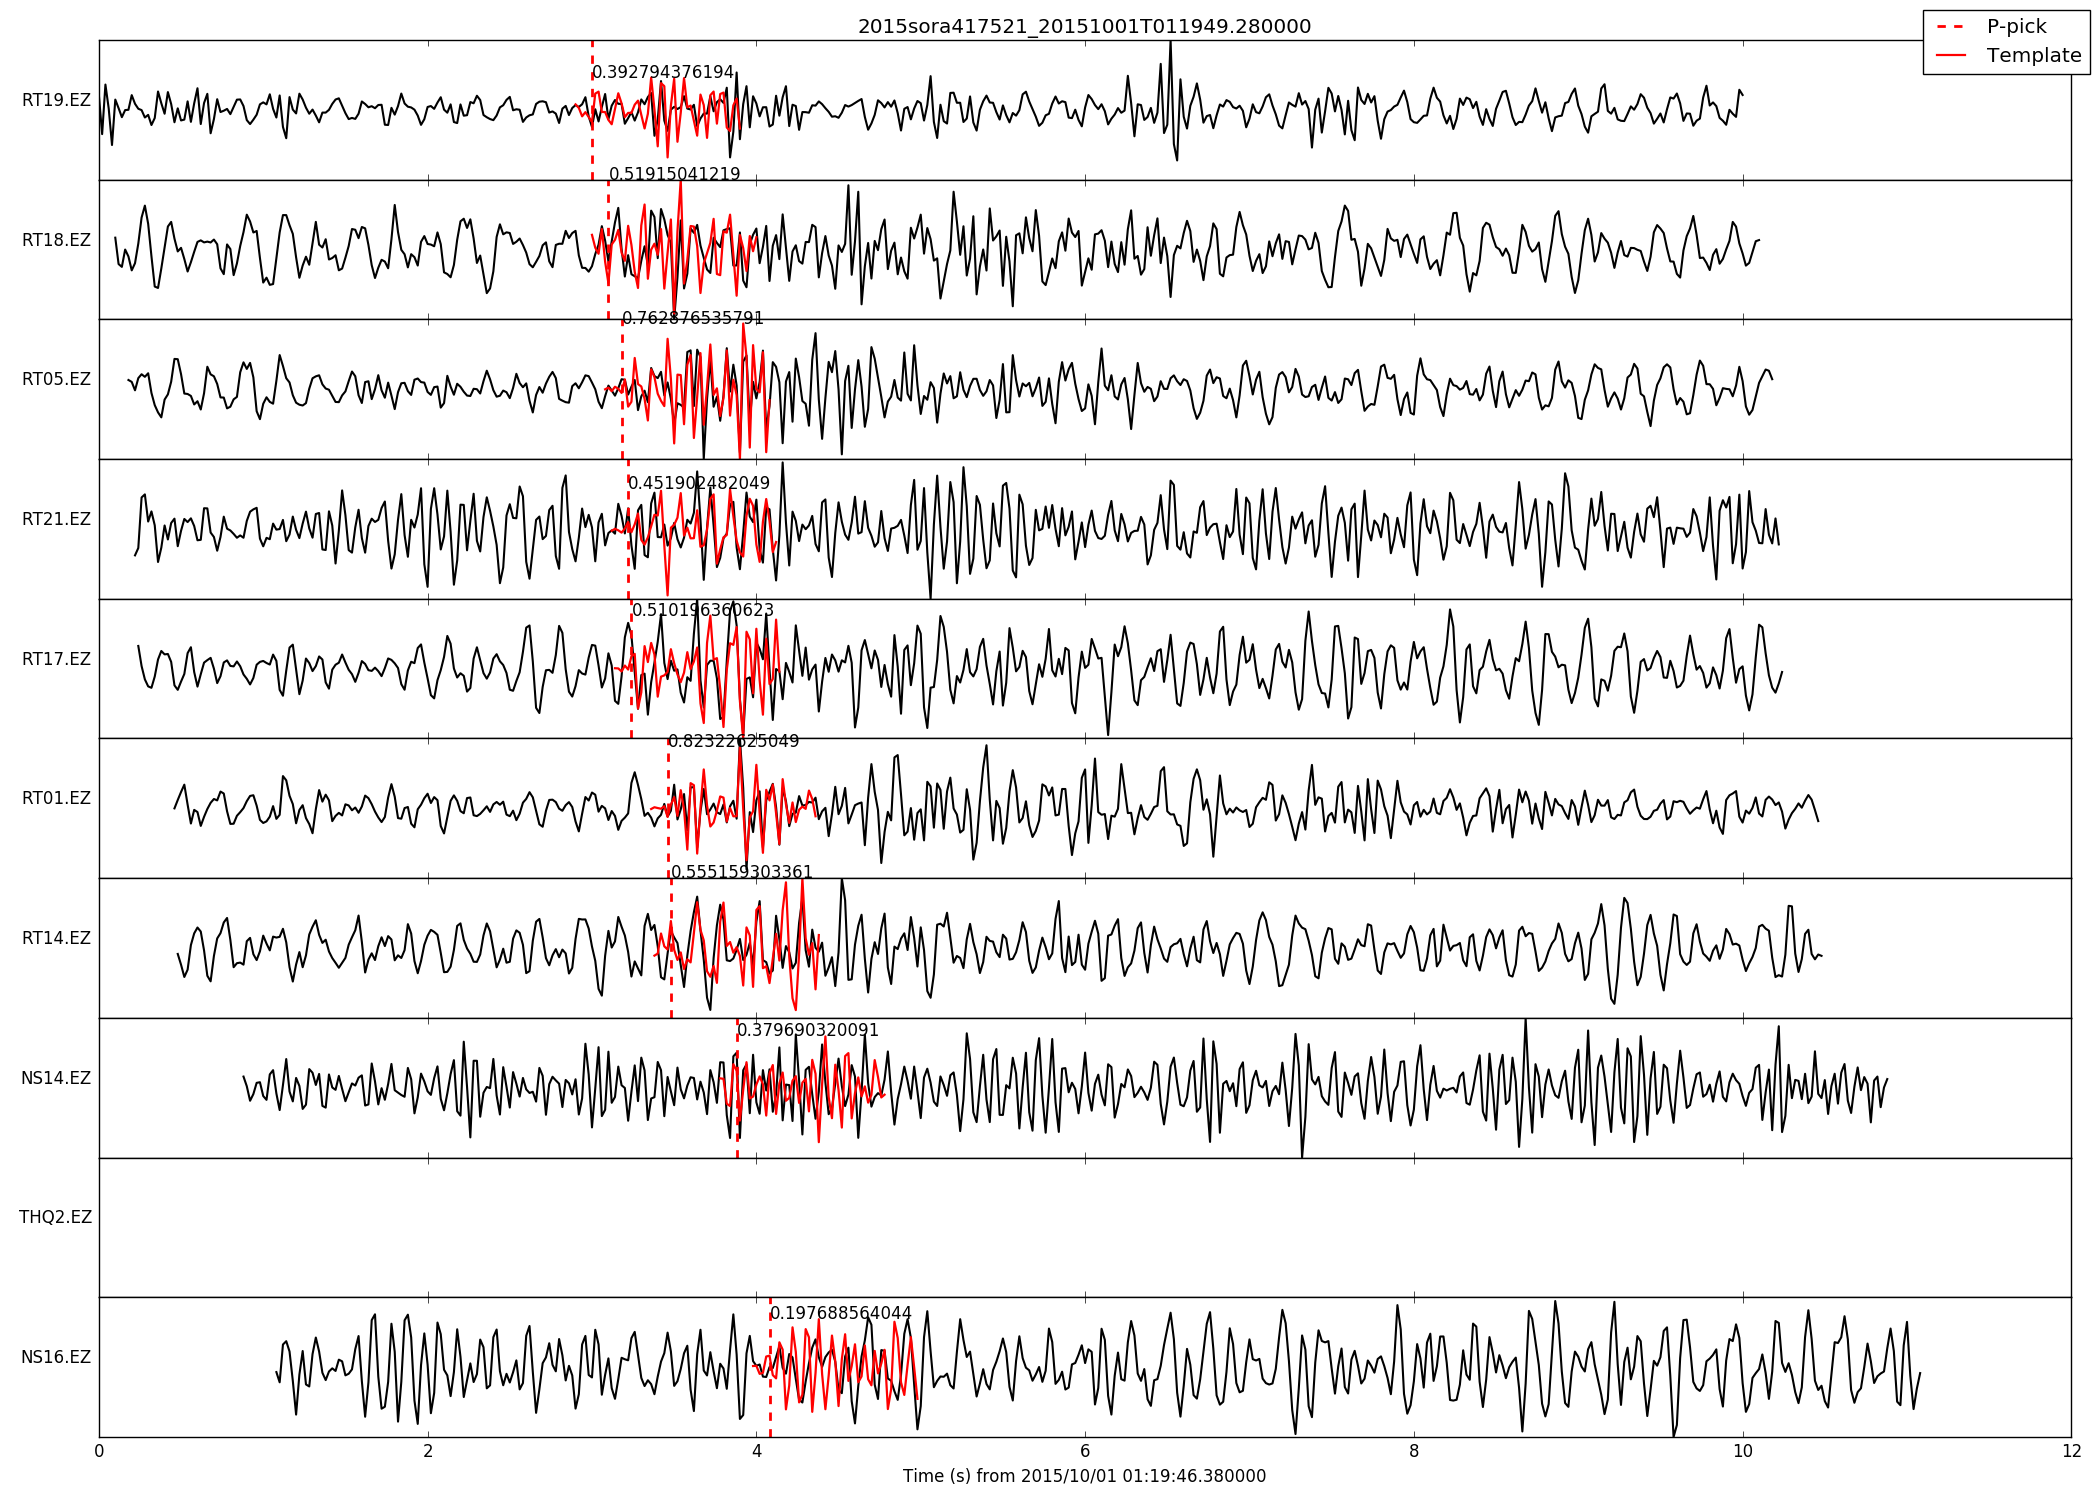 2015sora417521_20151001T011949.280000
P-pick
Template
RT19.EZ
0.392794376194
RT18.EZ
0.51915041219
RT05.EZ
0.762876535791
RT21.EZ
0.451902482049
RT17.EZ
0.510196360623
RT01.EZ
0.82322625049
RT14.EZ
0.555159303361
NS14.EZ
0.379690320091
THQ2.EZ
NS16.EZ
0.197688564044
0 2 4 6 8 10 12
Time (s) from 2015/10/01 01:19:46.380000